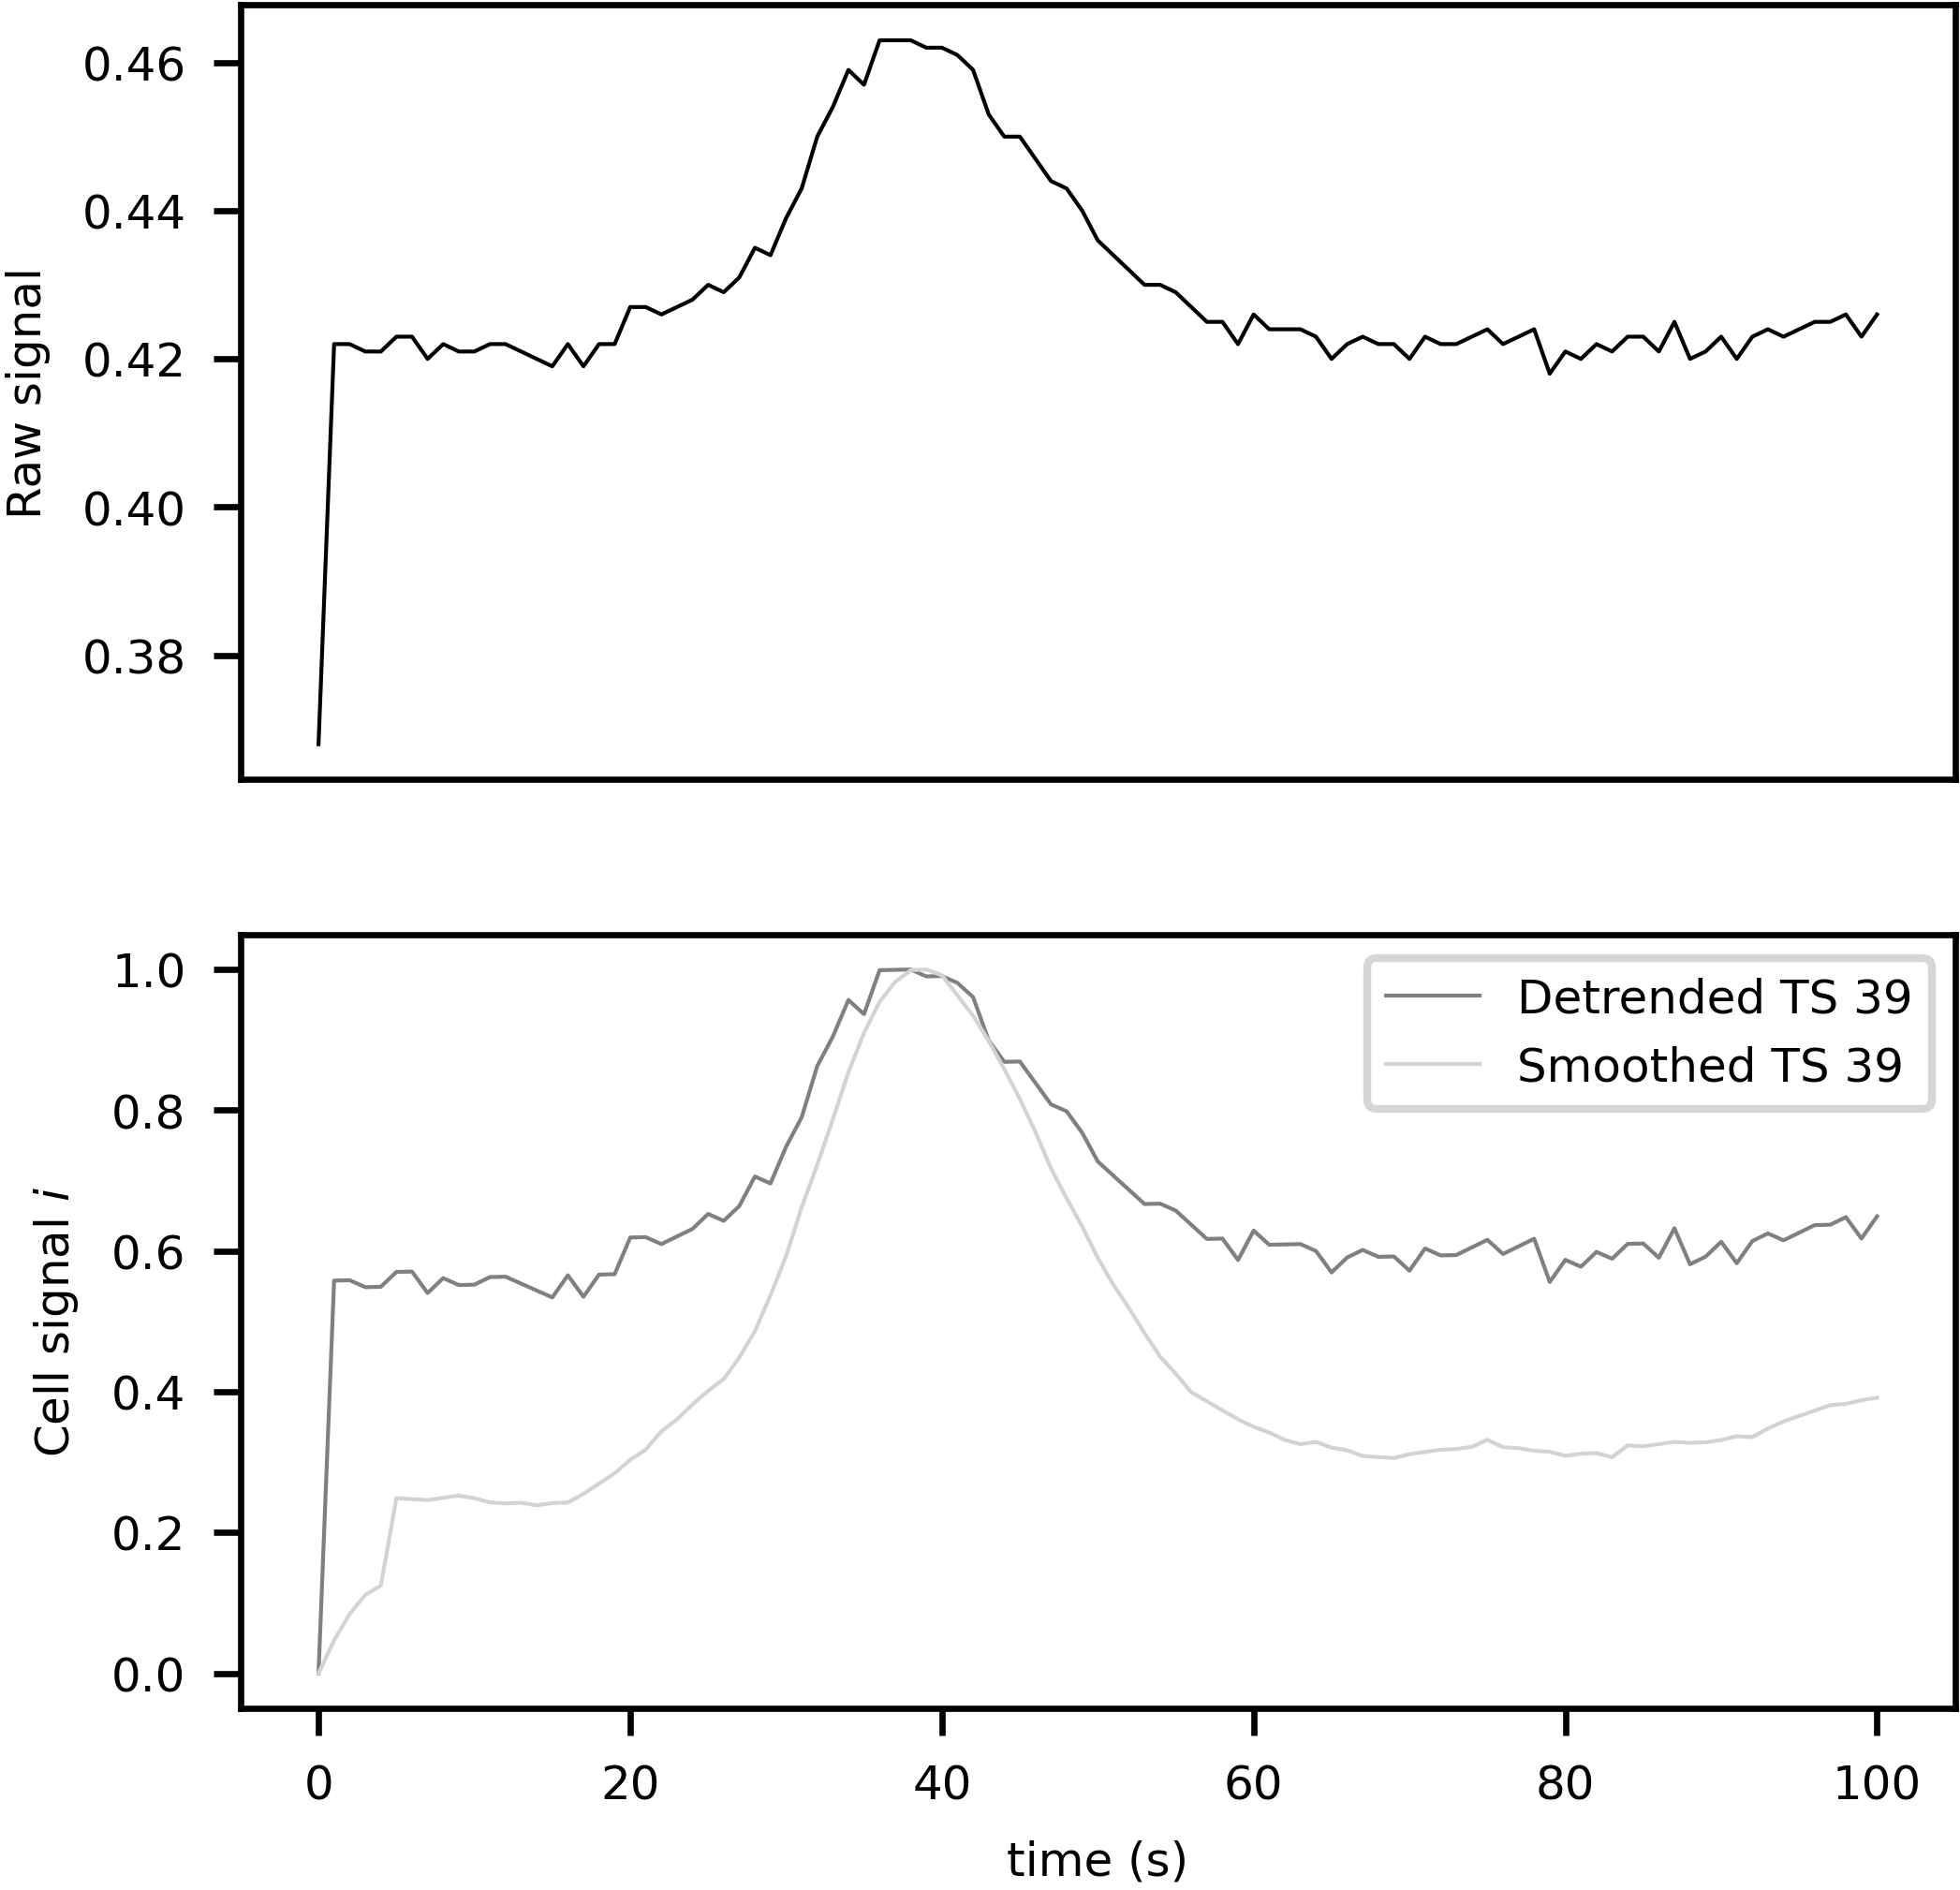 0.46
0.44
0.42
0.40
0.38
Raw signal
1.0
0.8
0.6
0.4
0.2
0.0
Cell signal i
Detrended TS 39
Smoothed TS 39
0 20 40 60 80 100
time (s)